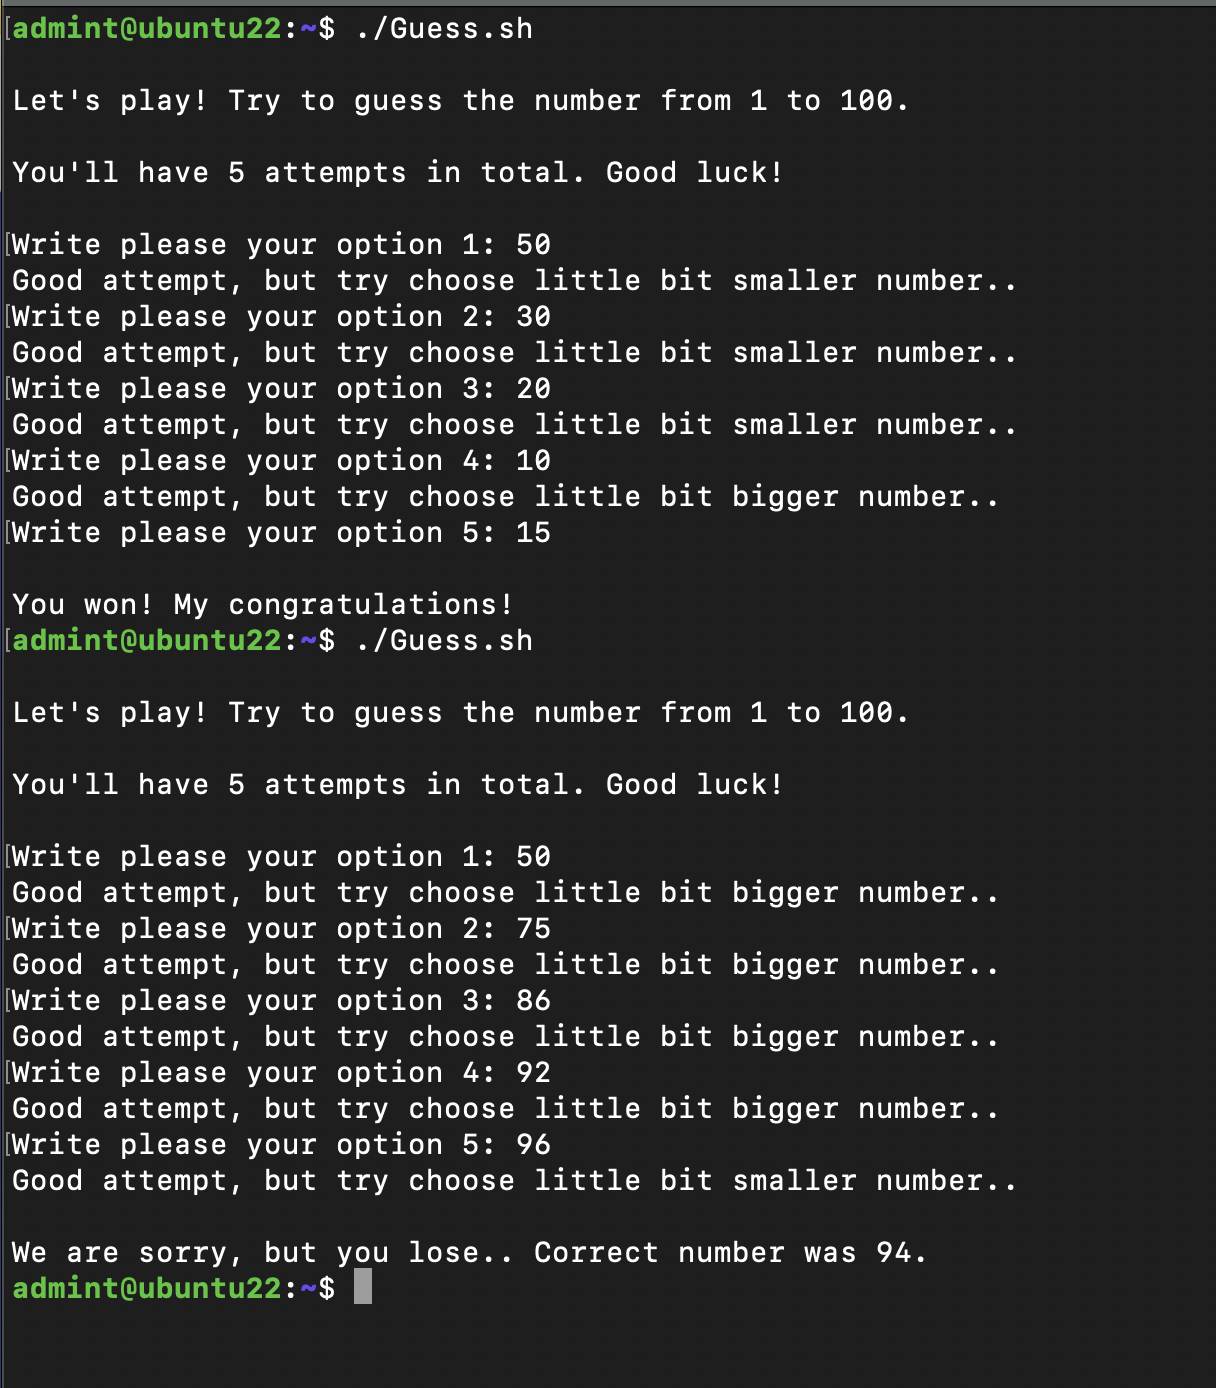 admint@ubuntu22:~$ ./Guess.sh
Let's play! Try to guess the number from 1 to 100.
You'll have 5 attempts in total. Good luck!
Write please your option 1: 50
Good attempt, but try choose little bit smaller number..
Write please your option 2: 30
Good attempt, but try choose little bit smaller number..
Write please your option 3: 20
Good attempt, but try choose little bit smaller number..
Write please your option 4: 10
Good attempt, but try choose little bit bigger number..
Write please your option 5: 15
You won! My congratulations!
admint@ubuntu22:~$ ./Guess.sh
Let's play! Try to guess the number from 1 to 100.
You'll have 5 attempts in total. Good luck!
Write please your option 1: 50
Good attempt, but try choose little bit bigger number..
Write please your option 2: 75
Good attempt, but try choose little bit bigger number..
Write please your option 3: 86
Good attempt, but try choose little bit bigger number..
Write please your option 4: 92
Good attempt, but try choose little bit bigger number..
Write please your option 5: 96
Good attempt, but try choose little bit smaller number..
We are sorry, but you lose.. Correct number was 94.
admint@ubuntu22:~$